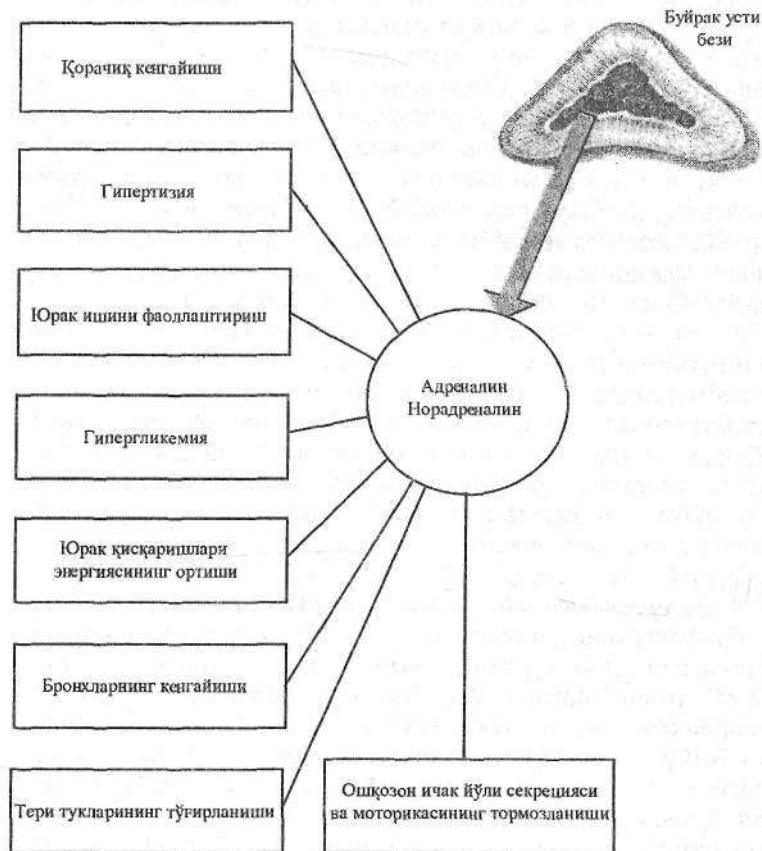 Буйрак усти
бези
Қорачиқ кенгайиши
Гипертизия
Юрак ишини фаоллаштириш
Адреналин
Норадреналин
Гипергликемия
Юрак қисқаришлари
энергиясининг ортиши
Бронхларнинг кенгайиши
Тери тукларининг тўғирланиши
Ошқозон ичак йўли секрецияси
ва моторикасининг тормозланиши